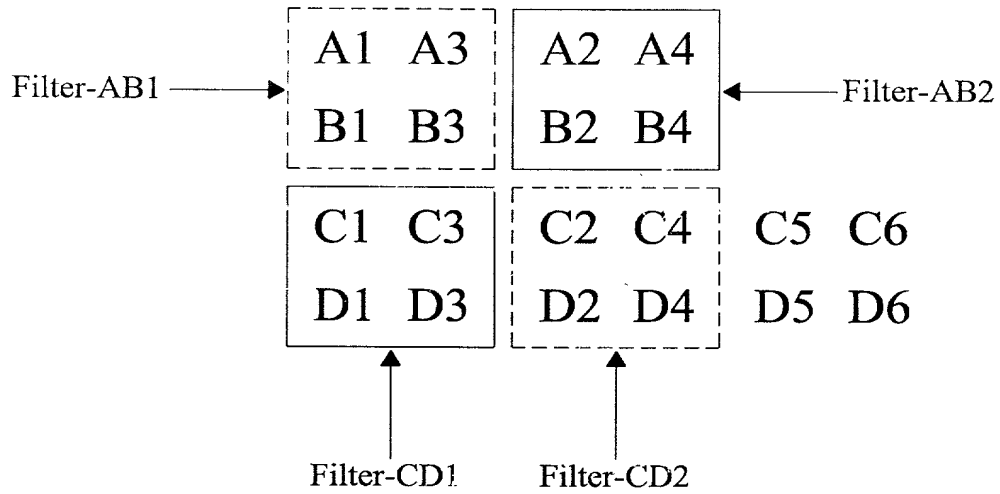 A1 A3 A2 A4
Filter-AB1 Filter-AB2
B1 B3 B2 B4
C1 C3 C2 C4 C5 C6
D1 D3 D2 D4 D5 D6
Filter-CD1 Filter-CD2